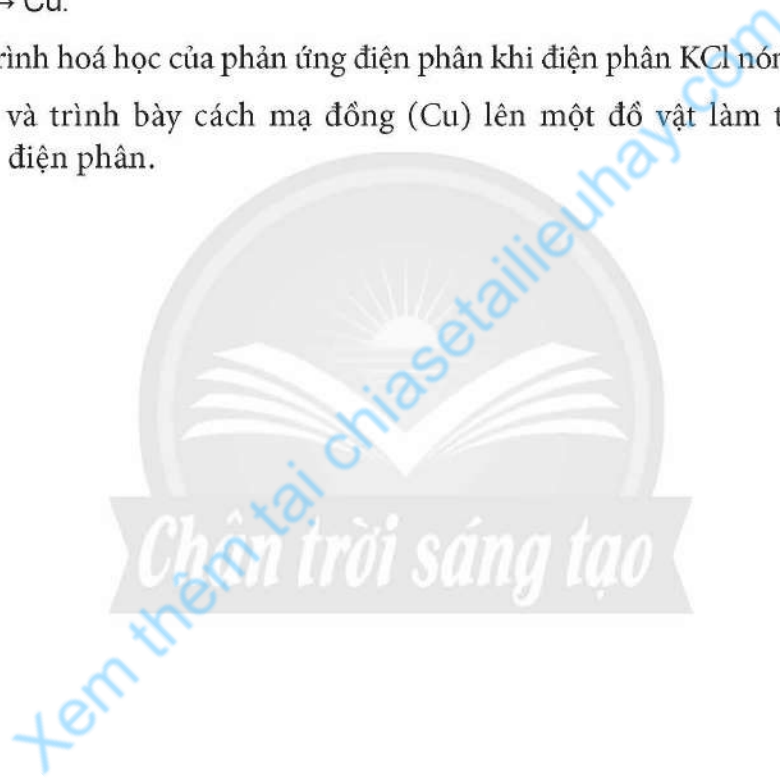 → Cu.
rình hoá học của phản ứng điện phân khi điện phân KCl nón
và trình bày cách mạ đồng (Cu) lên một đồ vật làm t
điện phân.
Xem thêm tại chiasetailieuhay.com
Chân trời sáng tạo